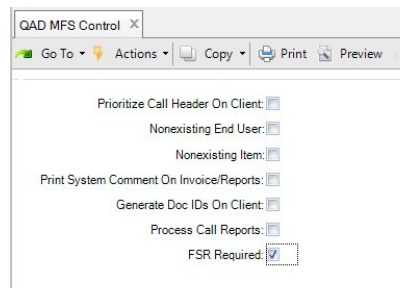 QAD MFS Control X
Go To Actions Copy Print Preview
Prioritize Call Header On Client:
Nonexisting End User:
Nonexisting Item:
Print System Comment On Invoice/Reports:
Generate Doc IDs On Client:
Process Call Reports:
FSR Required: